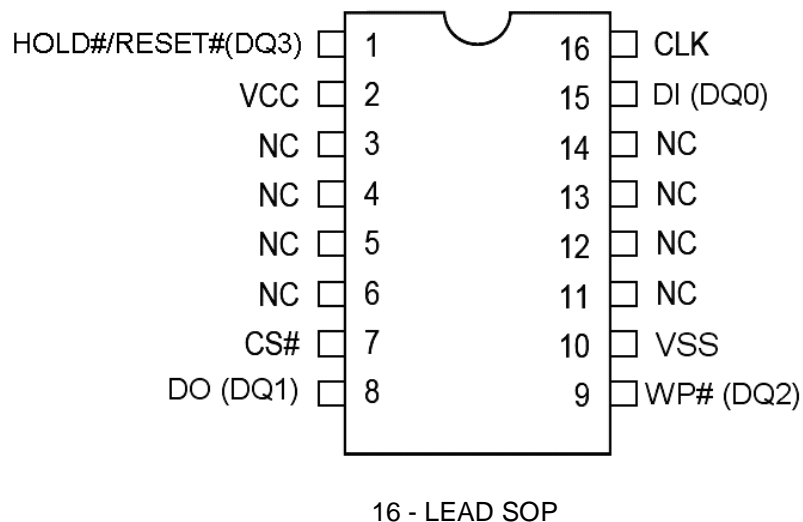 HOLD#/RESET#(DQ3) 1 16 CLK
VCC 2 15 DI (DQ0)
NC 3 14 NC
NC 4 13 NC
NC 5 12 NC
NC 6 11 NC
CS# 7 10 VSS
DO (DQ1) 8 9 WP# (DQ2)
16 - LEAD SOP